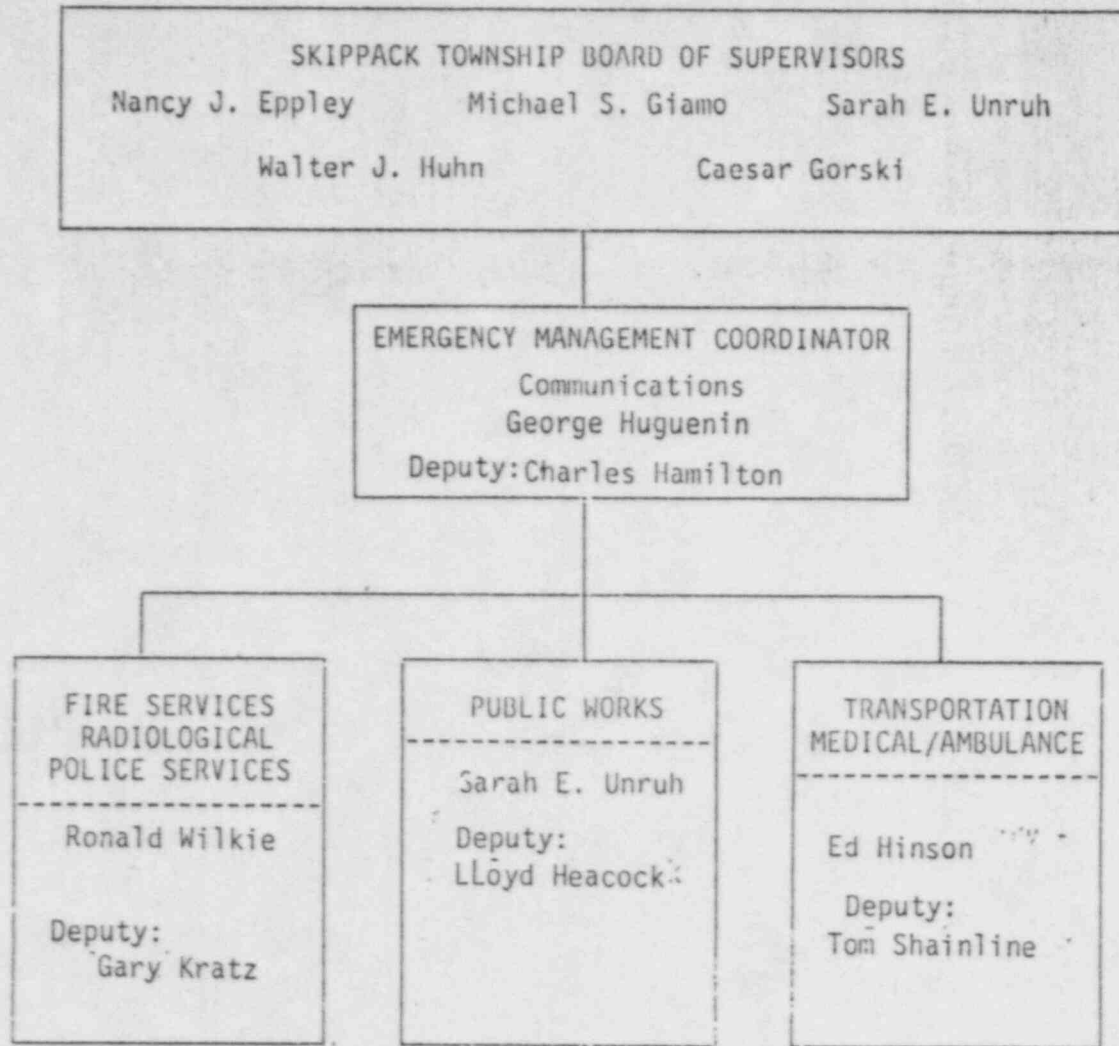 SKIPPACK TOWNSHIP BOARD OF SUPERVISORS
Nancy J. Eppley Michael S. Giamo Sarah E. Unruh
Walter J. Huhn Caesar Gorski
EMERGENCY MANAGEMENT COORDINATOR
Communications
George Huguenin
Deputy: Charles Hamilton
FIRE SERVICES
RADIOLOGICAL
POLICE SERVICES
Ronald Wilkie
Deputy:
Gary Kratz
PUBLIC WORKS
Sarah E. Unruh
Deputy:
LLoyd Heacock
TRANSPORTATION
MEDICAL/AMBULANCE
Ed Hinson
Deputy:
Tom Shainline